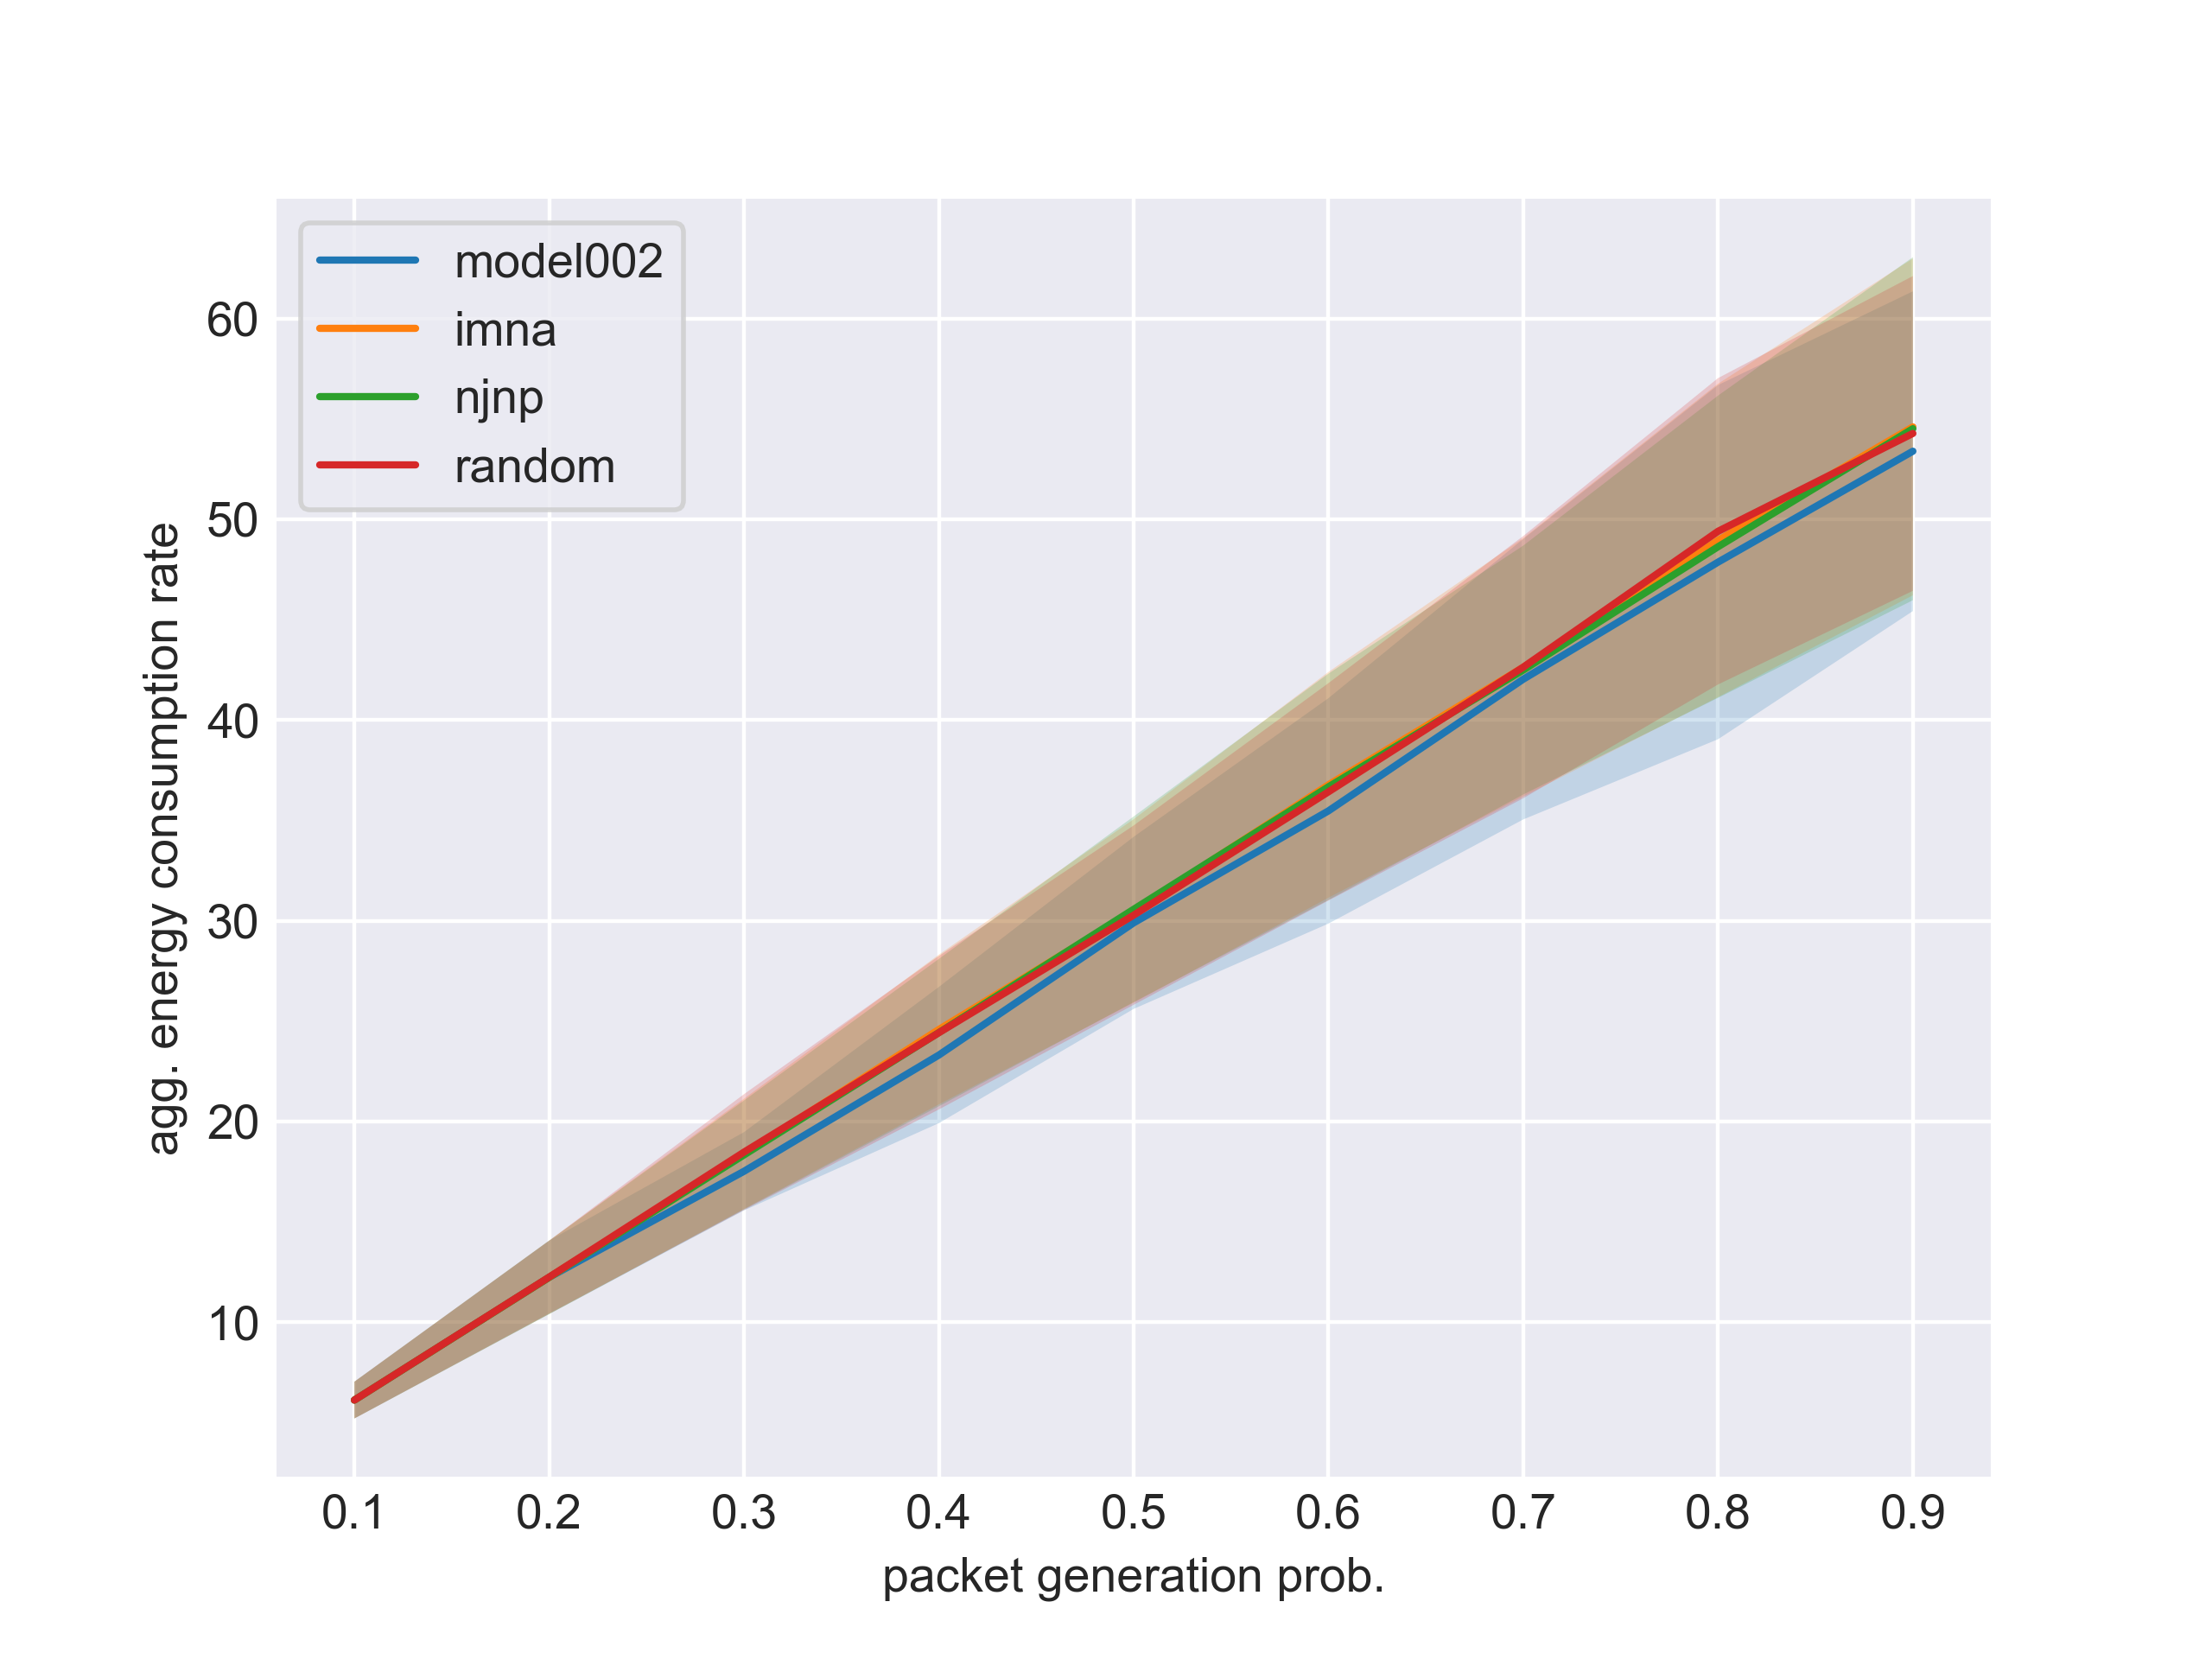 model002
imna
njnp
random
60
50
40
30
20
10
agg. energy consumption rate
0.1 0.2 0.3 0.4 0.5 0.6 0.7 0.8 0.9
packet generation prob.